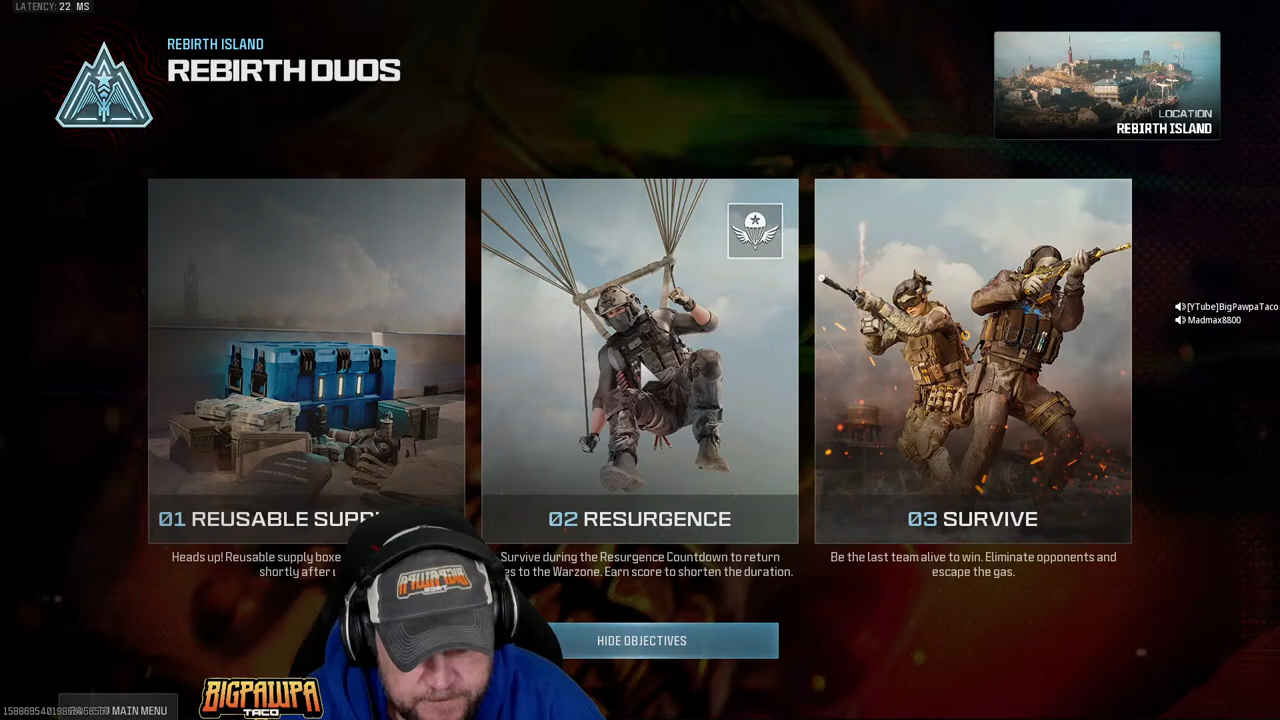 LATENCY: 22 MS
REBIRTH ISLAND
REBIRTH DUOS
LOCATION
REBIRTH ISLAND
[YTube]BigPawpaTaco
Madmax8800
01 REUSABLE SUPP
02 RESURGENCE
03 SURVIVE
Heads up! Reusable supply boxe
shortly after
Survive during the Resurgence Countdown to return
es to the Warzone. Earn score to shorten the duration.
Be the last team alive to win. Eliminate opponents and
escape the gas.
BIG PAWPA
TACO
HIDE OBJECTIVES
BIGPAWPA
TACO
MAIN MENU